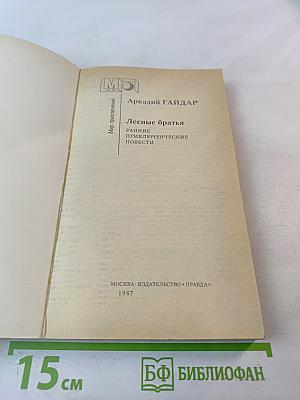 МП
Мир приключений
Аркадий ГАЙДАР
Лесные братья
РАННИЕ
ПРИКЛЮЧЕНЧЕСКИЕ
ПОВЕСТИ
МОСКВА·ИЗДАТЕЛЬСТВО «ПРАВДА»
1987
15 см
БФ БИБЛИОФАН